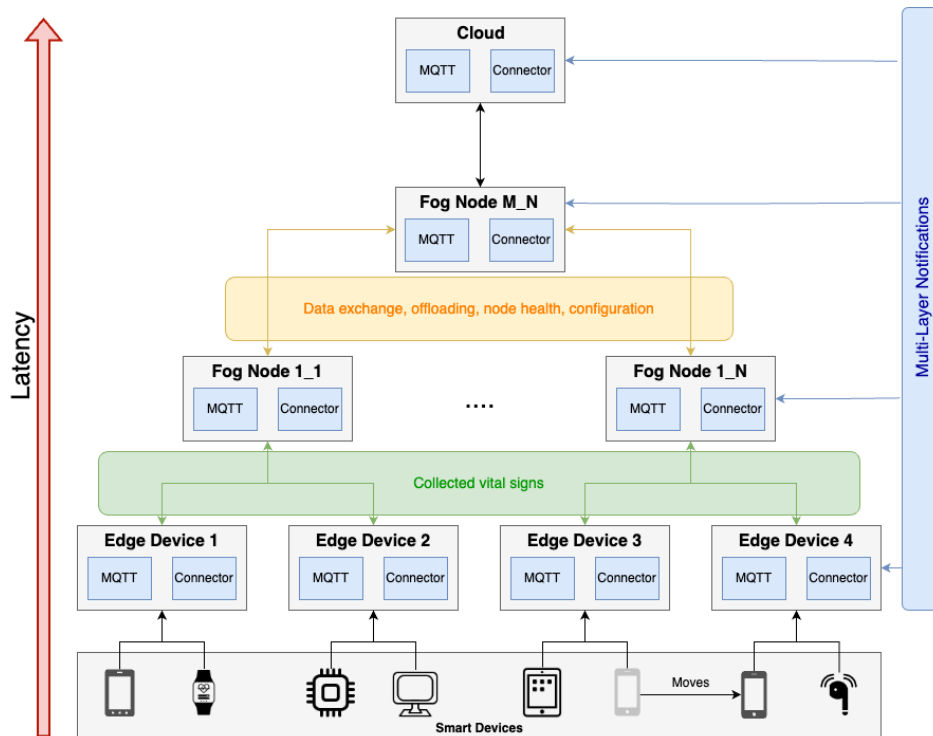 Cloud
MQTT
Connector
Fog Node M_N
MQTT
Connector
Data exchange, offloading, node health, configuration
Fog Node 1_1
MQTT
Connector
....
Fog Node 1_N
MQTT
Connector
Collected vital signs
Edge Device 1
MQTT
Connector
Edge Device 2
MQTT
Connector
Edge Device 3
MQTT
Connector
Edge Device 4
MQTT
Connector
Moves
Smart Devices
Latency
Multi-Layer Notifications